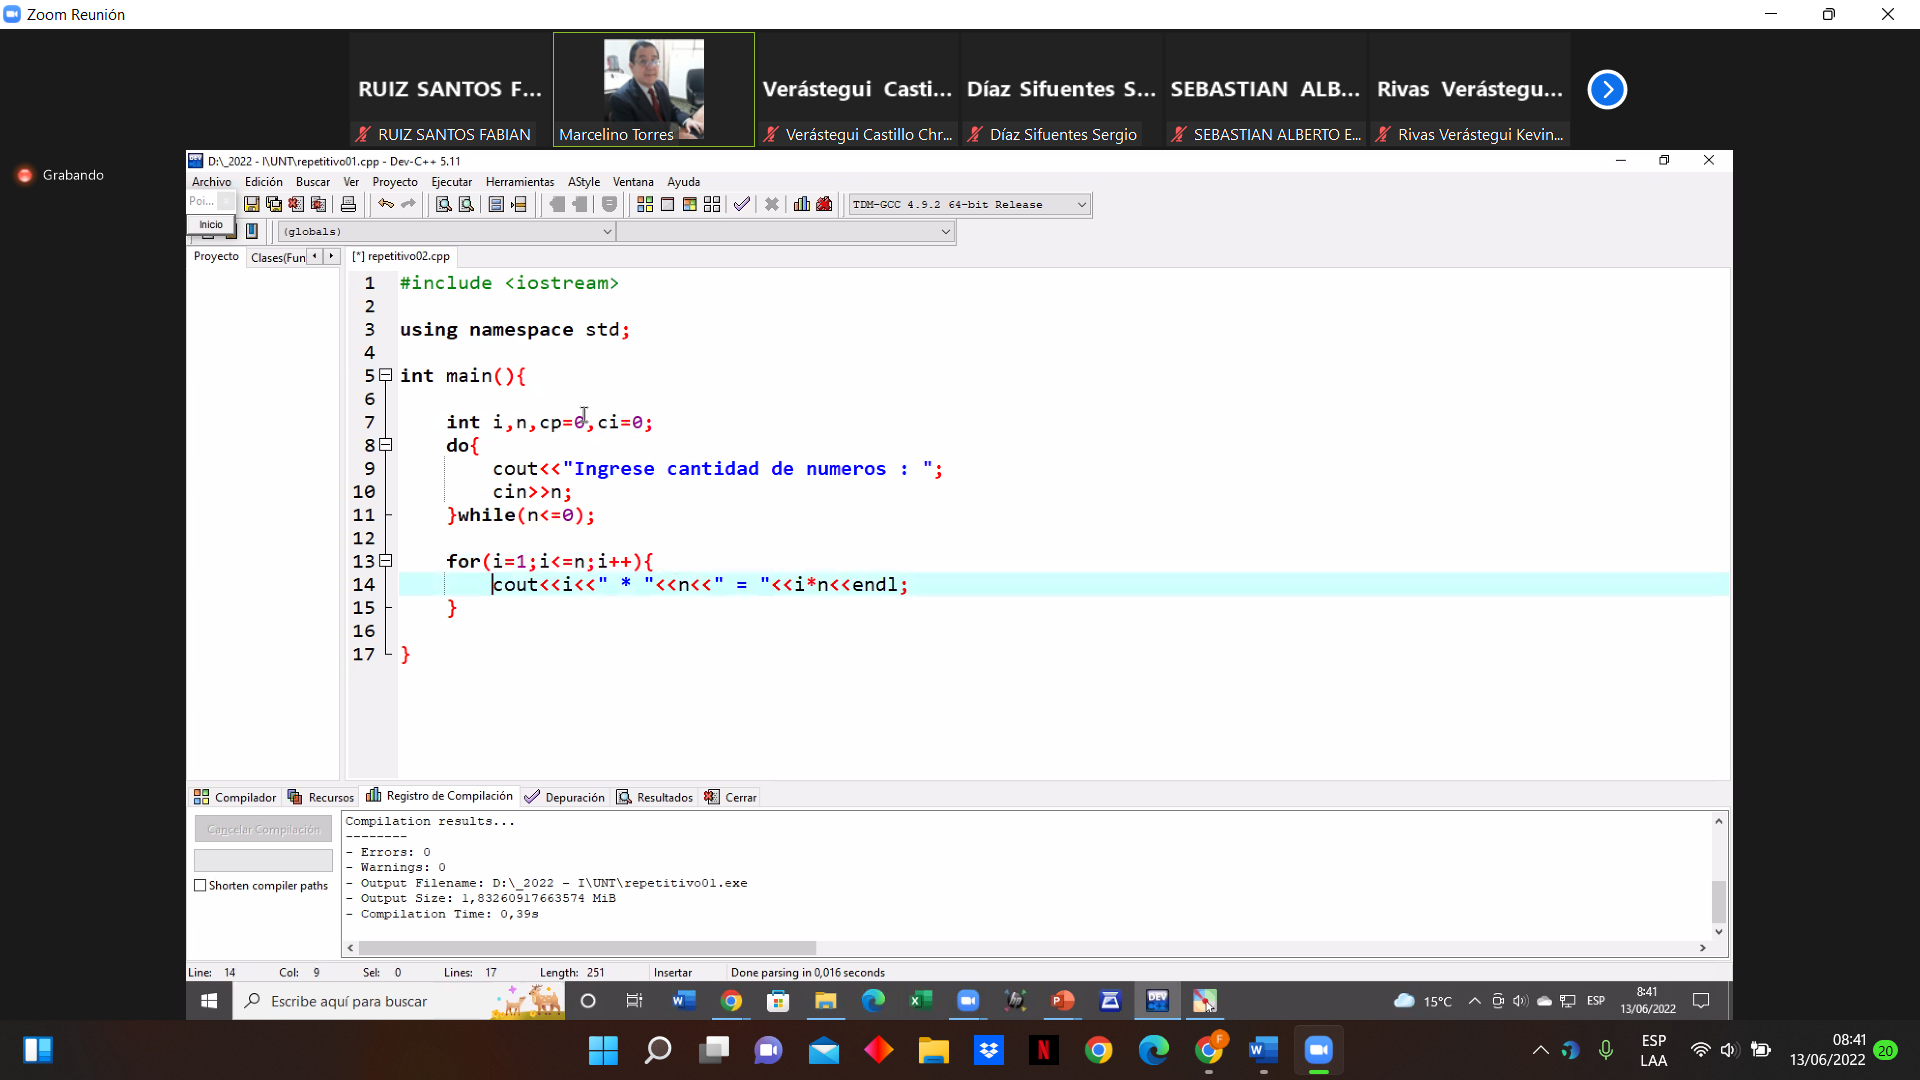 Zoom Reunión
RUIZ SANTOS F... Verástegui Casti... Díaz Sifuentes S... SEBASTIAN ALB... Rivas Verástegu...
RUIZ SANTOS FABIAN Marcelino Torres Verástegui Castillo Chr... Díaz Sifuentes Sergio SEBASTIAN ALBERTO E... Rivas Verástegui Kevin...
Grabando
D:\_2022 - I\UNT\repetitivo01.cpp - Dev-C++ 5.11
Archivo Edición Buscar Ver Proyecto Ejecutar Herramientas AStyle Ventana Ayuda
Poi... TDM-GCC 4.9.2 64-bit Release
Inicio (globals)
Proyecto Clases(Fun [*] repetitivo02.cpp
1 #include <iostream>
2
3 using namespace std;
4
5 int main(){
6
7 int i,n,cp=0,ci=0;
8 do{
9 cout<<"Ingrese cantidad de numeros : ";
10 cin>>n;
11 }while(n<=0);
12
13 for(i=1;i<=n;i++){
14 cout<<i<<" * "<<n<<" = "<<i*n<<endl;
15 }
16
17 }
Compilador Recursos Registro de Compilación Depuración Resultados Cerrar
Cancelar Compilación
Shorten compiler paths
Compilation results...
--------
- Errors: 0
- Warnings: 0
- Output Filename: D:\_2022 - I\UNT\repetitivo01.exe
- Output Size: 1,83260917663574 MiB
- Compilation Time: 0,39s
Line: 14 Col: 9 Sel: 0 Lines: 17 Length: 251 Insertar Done parsing in 0,016 seconds
Escribe aquí para buscar DEV 15°C ESP 8:41
13/06/2022
ESP
LAA
08:41
13/06/2022
20